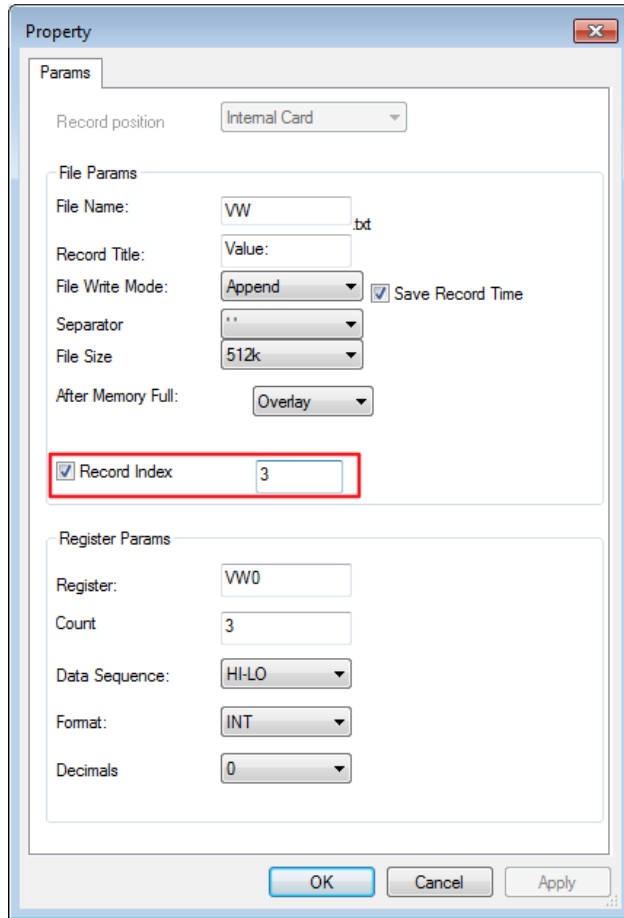 Property
Params
Record position Internal Card
File Params
File Name: VW .txt
Record Title: Value:
File Write Mode: Append Save Record Time
Separator ' '
File Size 512k
After Memory Full: Overlay
Record Index 3
Register Params
Register: VW0
Count 3
Data Sequence: HI-LO
Format: INT
Decimals 0
OK Cancel Apply